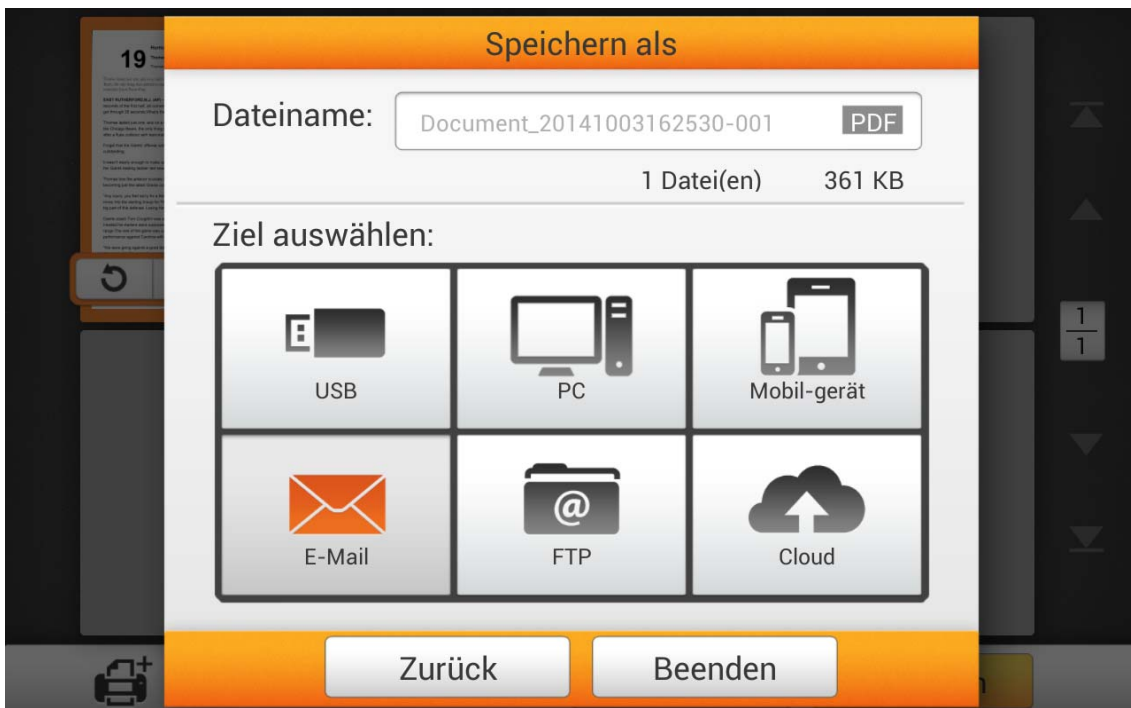 Speichern als
19
Dateiname: Document_20141003162530-001 PDF
1 Datei(en) 361 KB
Ziel auswählen:
USB PC Mobil-gerät
1
1
E-Mail FTP Cloud
@
Zurück Beenden
n